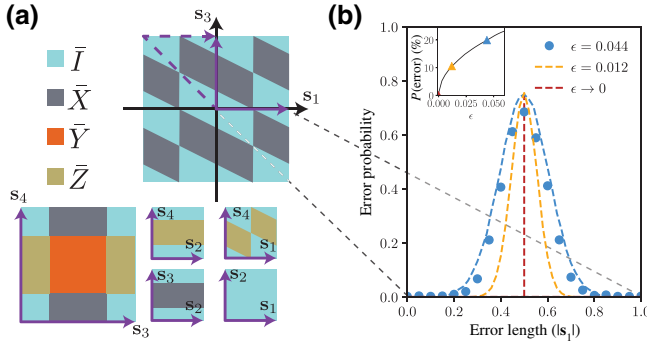 (a)
s₃
s₁
Ī
X̄
Ȳ
Z̄
s₄
s₃
s₄
s₂
s₄
s₁
s₃
s₂
s₂
s₁
(b)
1.0
0.8
0.6
0.4
0.2
0.0
Error probability
0.0 0.2 0.4 0.6 0.8 1.0
Error length (|s₁|)
P(error) (%)
20
10
0
0.000 0.025 0.050
ϵ
ϵ = 0.044
ϵ = 0.012
ϵ → 0